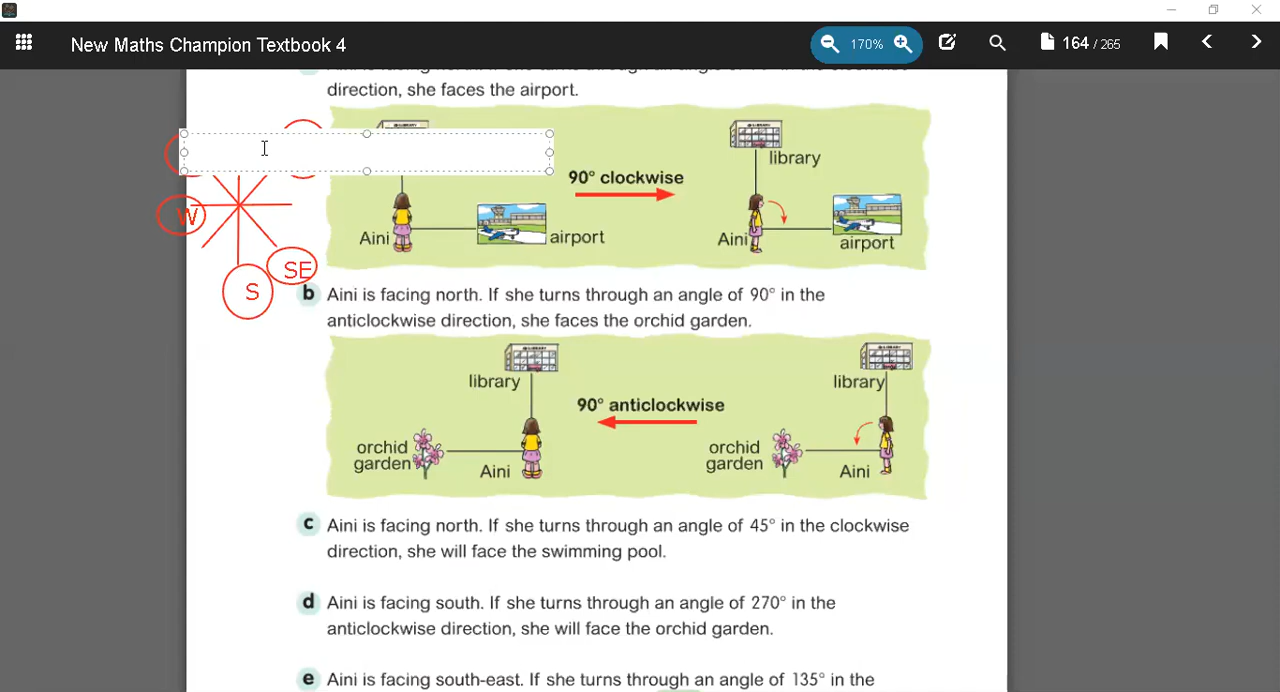 New Maths Champion Textbook 4
170%
164 / 265
direction, she faces the airport.
library
90° clockwise
Aini
airport
Aini
airport
W
SE
S
b Aini is facing north. If she turns through an angle of 90° in the
anticlockwise direction, she faces the orchid garden.
library
library
90° anticlockwise
orchid
garden
Aini
orchid
garden
Aini
c Aini is facing north. If she turns through an angle of 45° in the clockwise
direction, she will face the swimming pool.
d Aini is facing south. If she turns through an angle of 270° in the
anticlockwise direction, she will face the orchid garden.
e Aini is facing south-east. If she turns through an angle of 135° in the